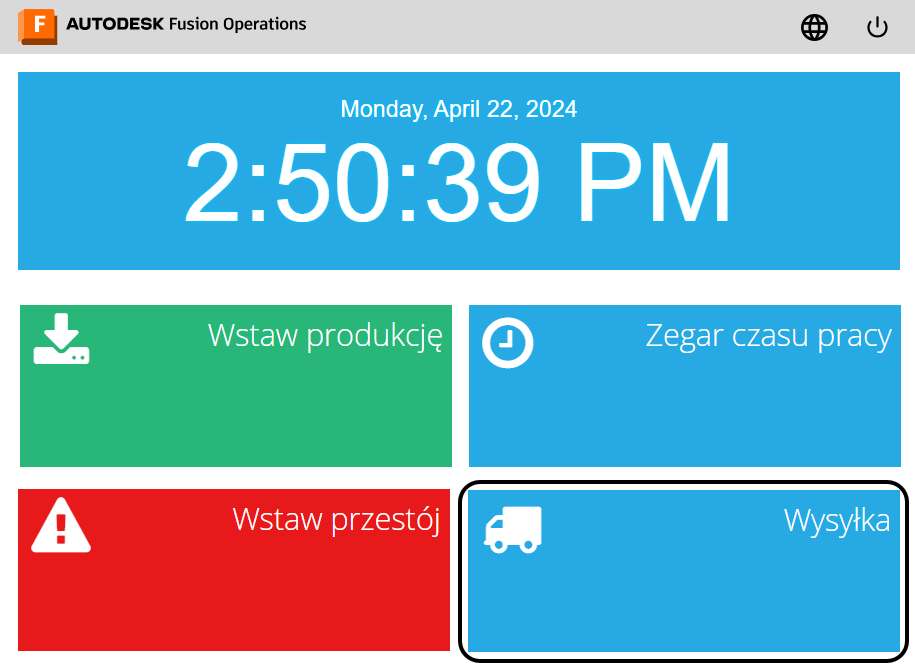 F AUTODESK Fusion Operations
Monday, April 22, 2024
2:50:39 PM
Wstaw produkcję
Zegar czasu pracy
Wstaw przestój
Wysyłka